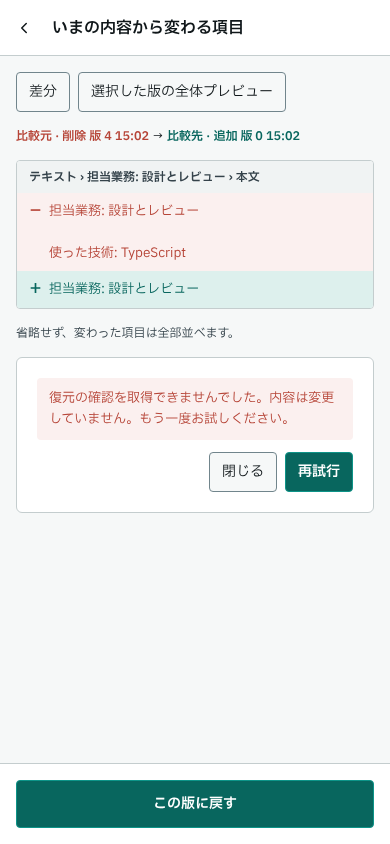 いまの内容から変わる項目
差分
選択した版の全体プレビュー
比較元 · 削除 版 4 15:02 → 比較先 · 追加 版 0 15:02
テキスト › 担当業務: 設計とレビュー › 本文
− 担当業務: 設計とレビュー
使った技術: TypeScript
+ 担当業務: 設計とレビュー
省略せず、変わった項目は全部並べます。
復元の確認を取得できませんでした。内容は変更
していません。もう一度お試しください。
閉じる
再試行
この版に戻す